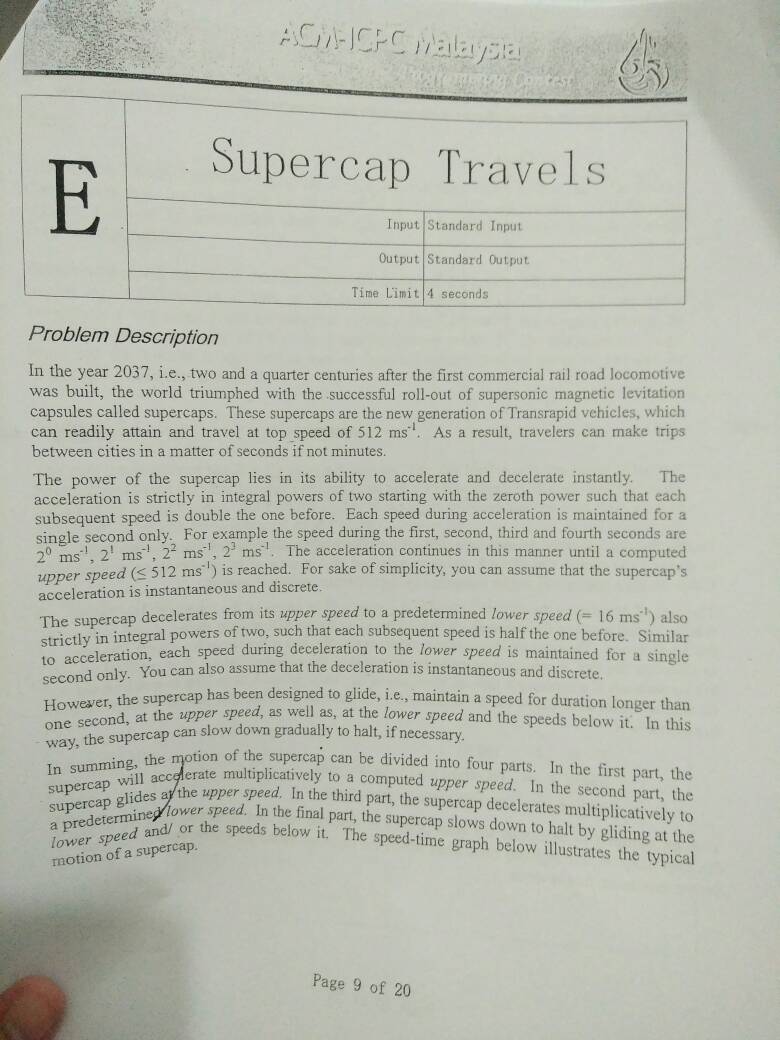 ACM-ICPC Malaysia
Programming Contest
E
Supercap Travels
Input Standard Input
Output Standard Output
Time Limit 4 seconds
Problem Description
In the year 2037, i.e., two and a quarter centuries after the first commercial rail road locomotive
was built, the world triumphed with the successful roll-out of supersonic magnetic levitation
capsules called supercaps. These supercaps are the new generation of Transrapid vehicles, which
can readily attain and travel at top speed of 512 ms⁻¹. As a result, travelers can make trips
between cities in a matter of seconds if not minutes.
The power of the supercap lies in its ability to accelerate and decelerate instantly. The
acceleration is strictly in integral powers of two starting with the zeroth power such that each
subsequent speed is double the one before. Each speed during acceleration is maintained for a
single second only. For example the speed during the first, second, third and fourth seconds are
2⁰ ms⁻¹, 2¹ ms⁻¹, 2² ms⁻¹, 2³ ms⁻¹. The acceleration continues in this manner until a computed
upper speed (≤ 512 ms⁻¹) is reached. For sake of simplicity, you can assume that the supercap's
acceleration is instantaneous and discrete.
The supercap decelerates from its upper speed to a predetermined lower speed (= 16 ms⁻¹) also
strictly in integral powers of two, such that each subsequent speed is half the one before. Similar
to acceleration, each speed during deceleration to the lower speed is maintained for a single
second only. You can also assume that the deceleration is instantaneous and discrete.
However, the supercap has been designed to glide, i.e., maintain a speed for duration longer than
one second, at the upper speed, as well as, at the lower speed and the speeds below it. In this
way, the supercap can slow down gradually to halt, if necessary.
In summing, the motion of the supercap can be divided into four parts. In the first part, the
supercap will accelerate multiplicatively to a computed upper speed. In the second part, the
supercap glides at the upper speed. In the third part, the supercap decelerates multiplicatively to
a predetermined lower speed. In the final part, the supercap slows down to halt by gliding at the
lower speed and/ or the speeds below it. The speed-time graph below illustrates the typical
motion of a supercap.
Page 9 of 20